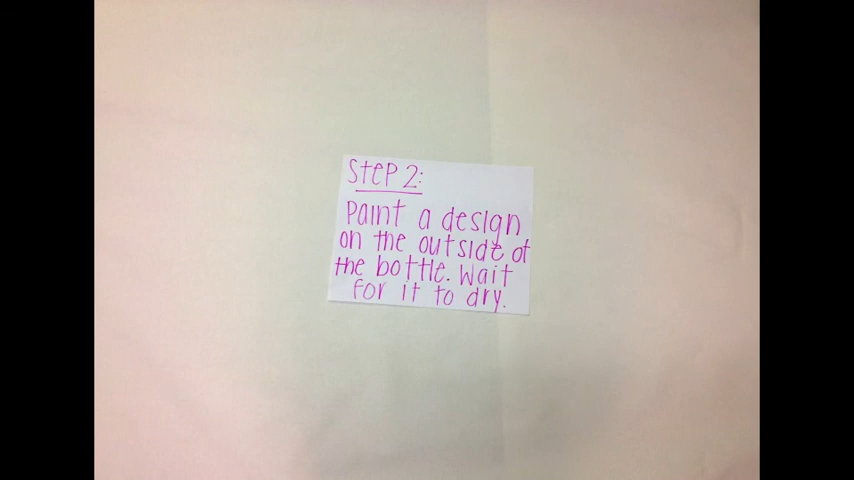 STEP 2:
Paint a design
on the outside of
the bottle. Wait
for it to dry.